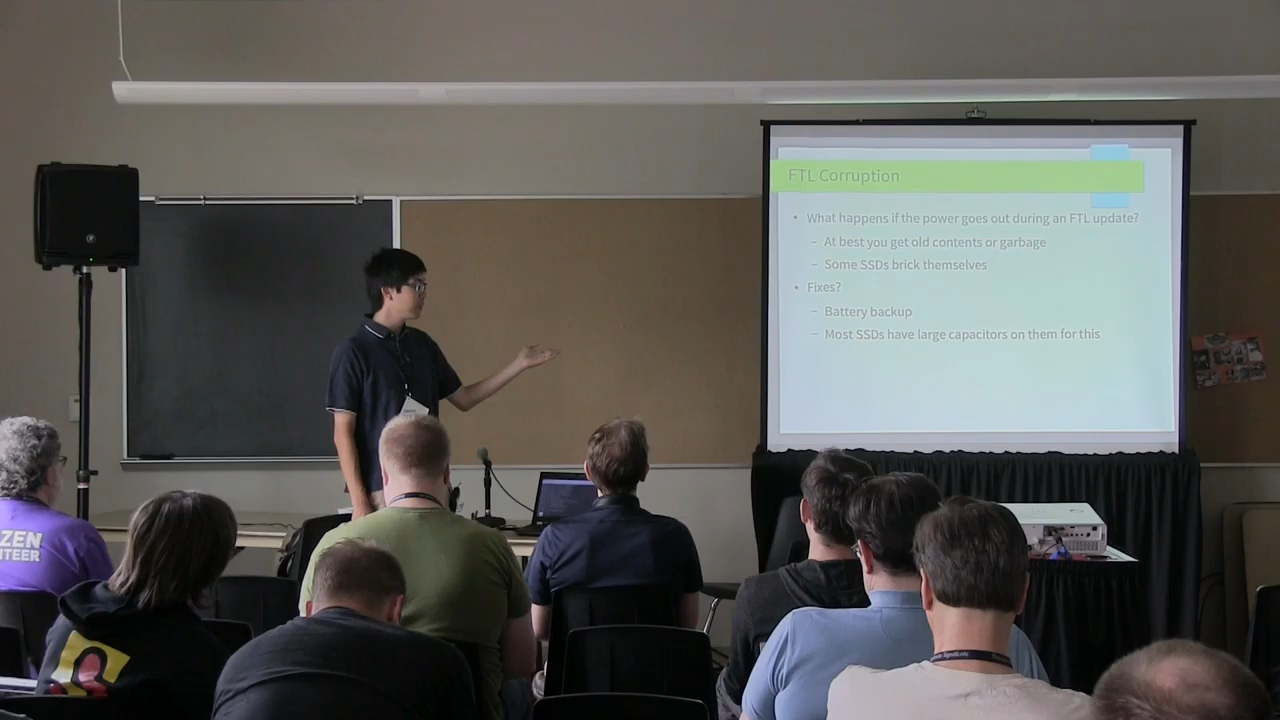 FTL Corruption
• What happens if the power goes out during an FTL update?
– At best you get old contents or garbage
– Some SSDs brick themselves
• Fixes?
– Battery backup
– Most SSDs have large capacitors on them for this
ZEN
NTEER